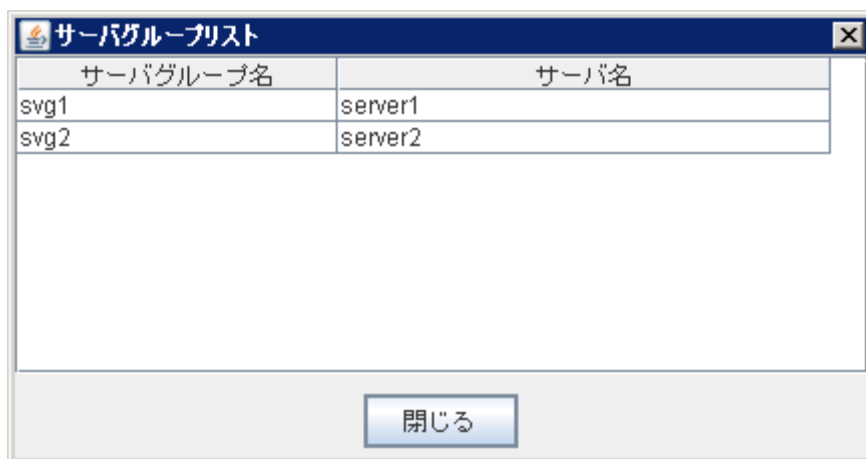 サーバグループリスト
サーバグループ名 サーバ名
svg1 server1
svg2 server2
閉じる